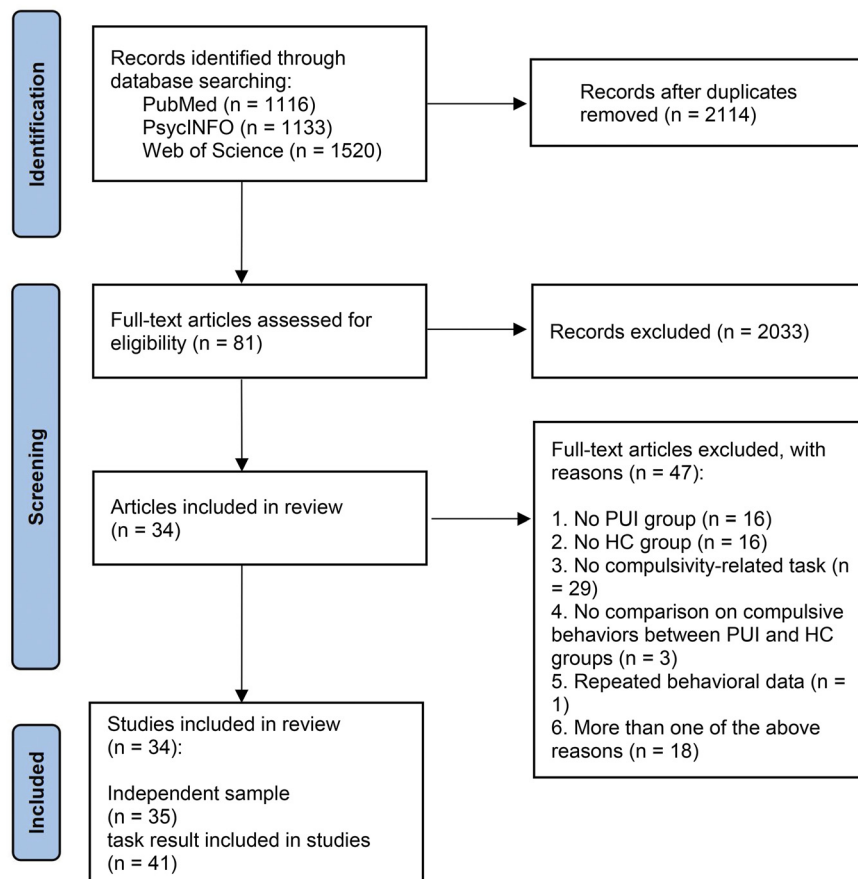 Identification
Records identified through
database searching:
PubMed (n = 1116)
PsycINFO (n = 1133)
Web of Science (n = 1520)
Records after duplicates
removed (n = 2114)
Screening
Full-text articles assessed for
eligibility (n = 81)
Records excluded (n = 2033)
Articles included in review
(n = 34)
Full-text articles excluded, with
reasons (n = 47):
1. No PUI group (n = 16)
2. No HC group (n = 16)
3. No compulsivity-related task (n
= 29)
4. No comparison on compulsive
behaviors between PUI and HC
groups (n = 3)
5. Repeated behavioral data (n =
1)
6. More than one of the above
reasons (n = 18)
Included
Studies included in review
(n = 34):
Independent sample
(n = 35)
task result included in studies
(n = 41)